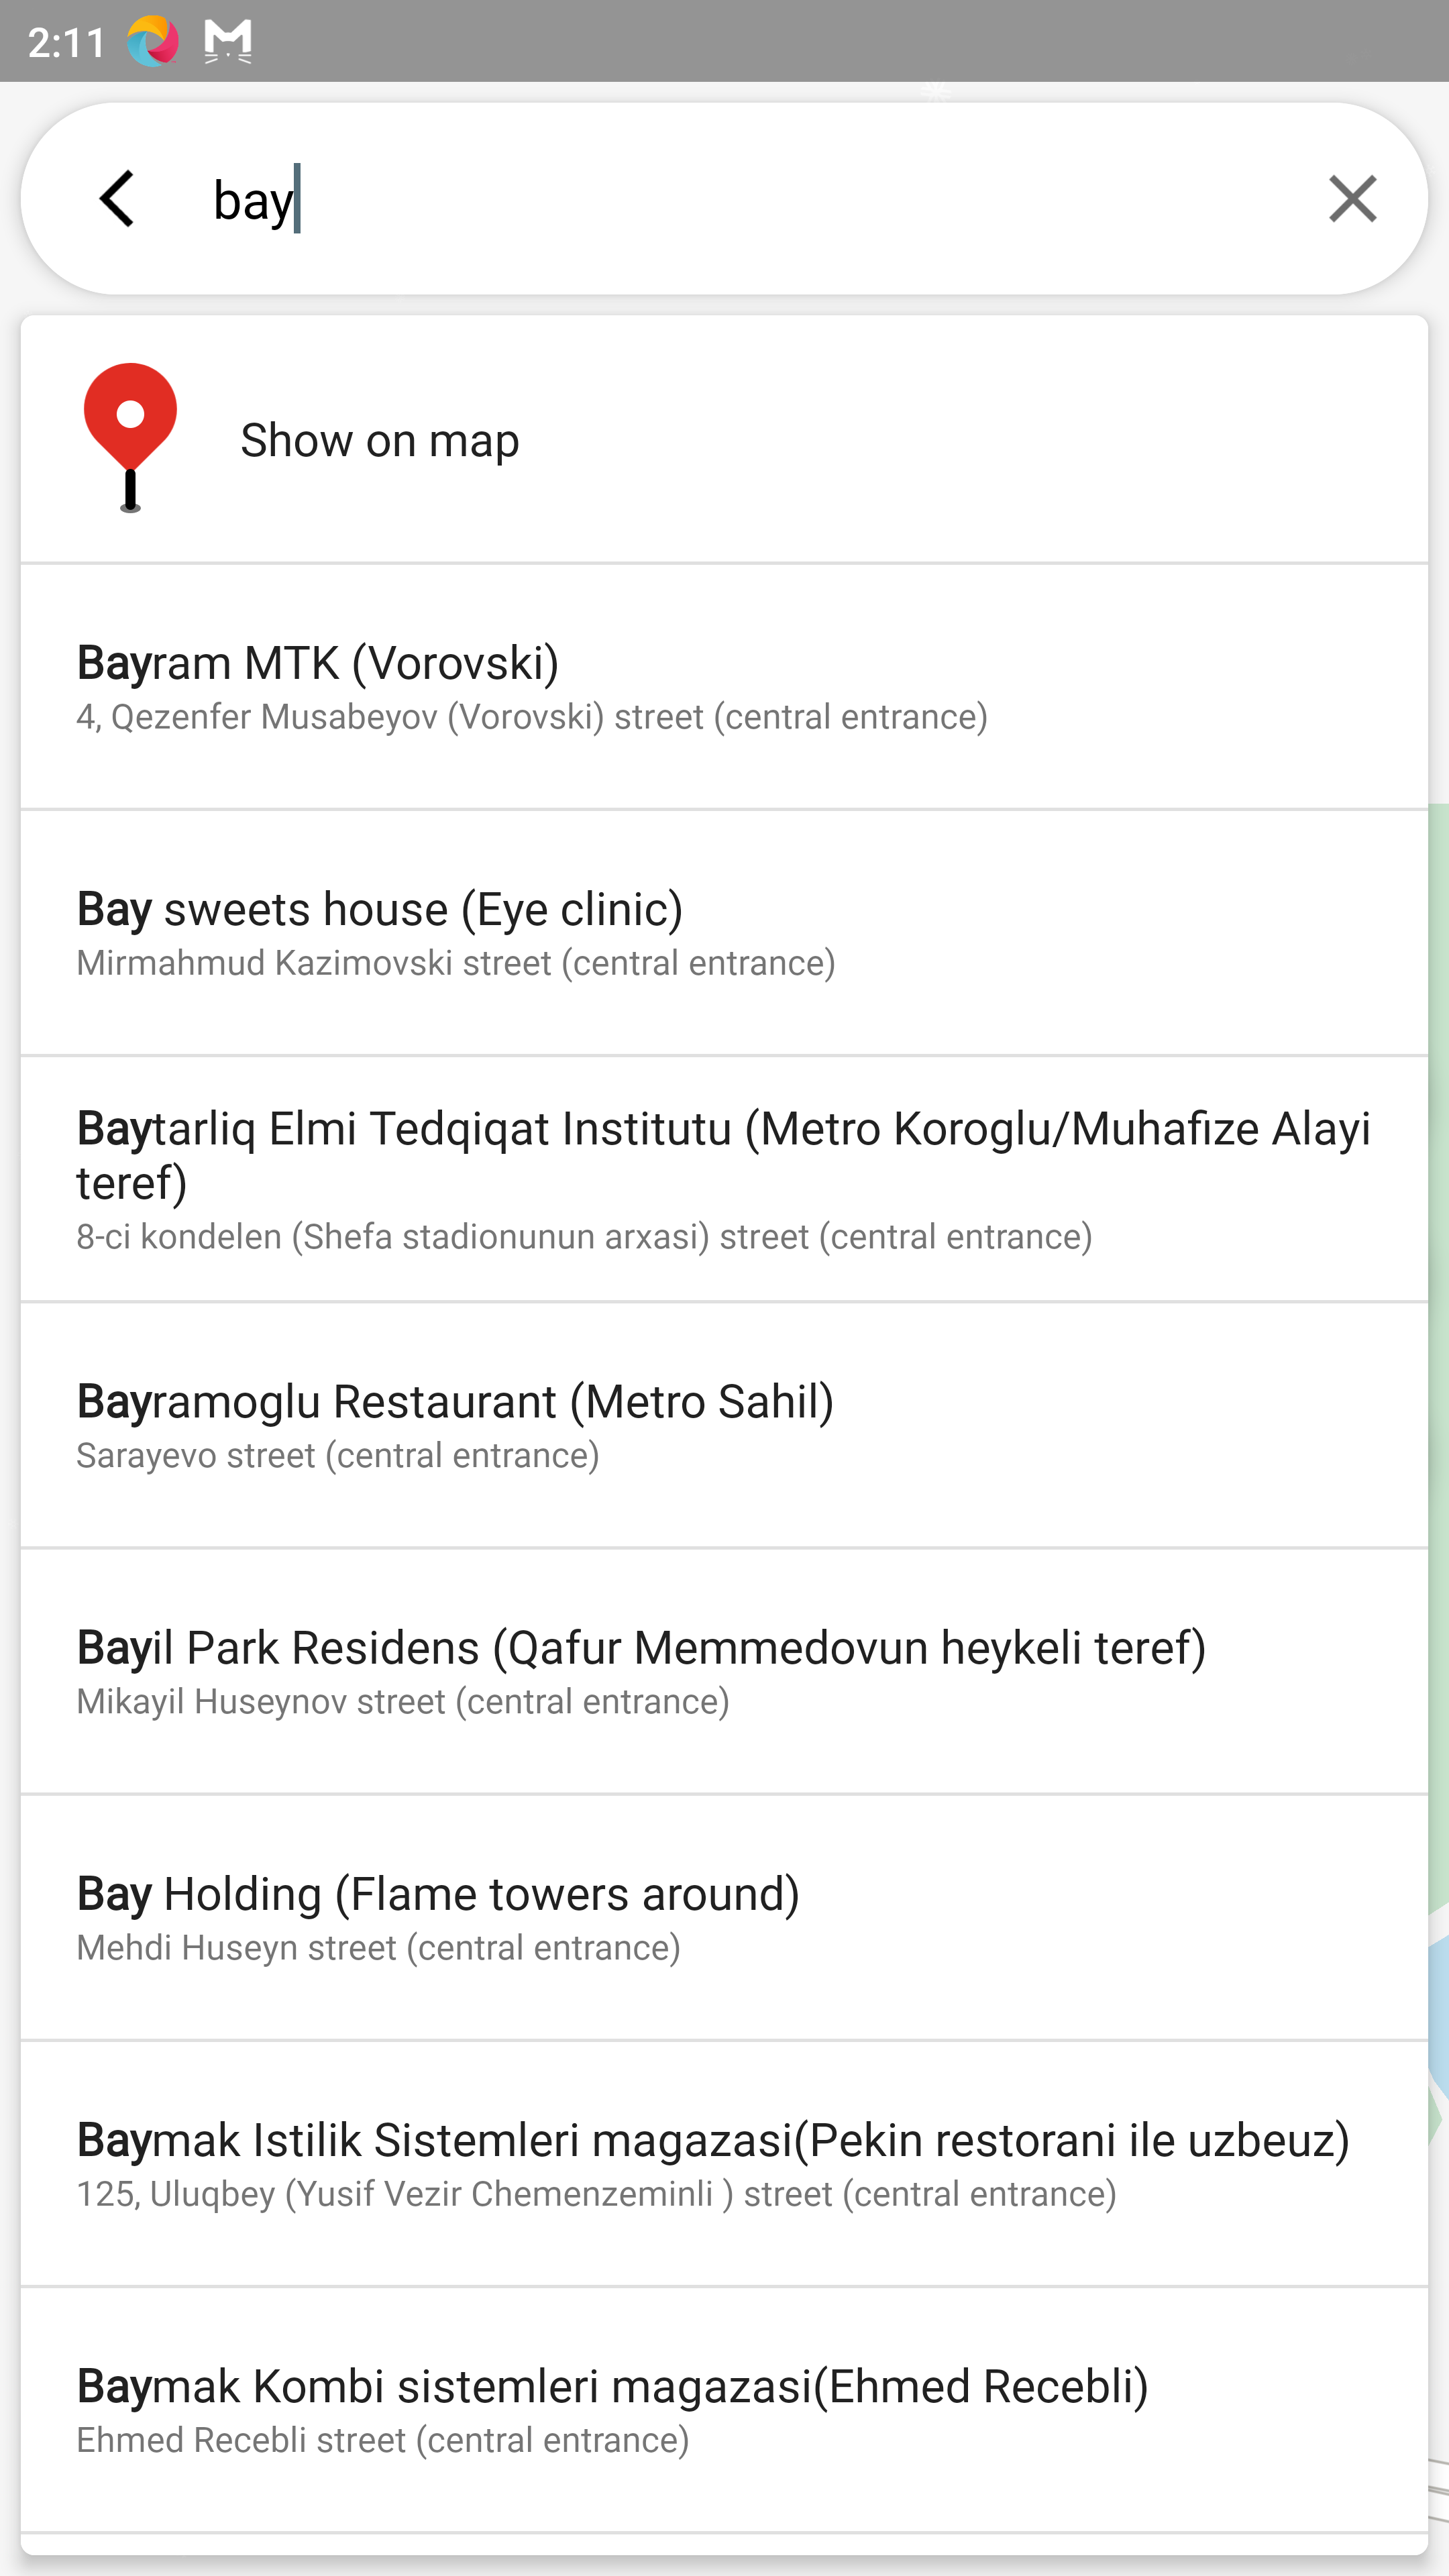 2:11
bay
Show on map
Bayram MTK (Vorovski)
4, Qezenfer Musabeyov (Vorovski) street (central entrance)
Bay sweets house (Eye clinic)
Mirmahmud Kazimovski street (central entrance)
Baytarliq Elmi Tedqiqat Institutu (Metro Koroglu/Muhafize Alayi
teref)
8-ci kondelen (Shefa stadionunun arxasi) street (central entrance)
Bayramoglu Restaurant (Metro Sahil)
Sarayevo street (central entrance)
Bayil Park Residens (Qafur Memmedovun heykeli teref)
Mikayil Huseynov street (central entrance)
Bay Holding (Flame towers around)
Mehdi Huseyn street (central entrance)
Baymak Istilik Sistemleri magazasi(Pekin restorani ile uzbeuz)
125, Uluqbey (Yusif Vezir Chemenzeminli ) street (central entrance)
Baymak Kombi sistemleri magazasi(Ehmed Recebli)
Ehmed Recebli street (central entrance)